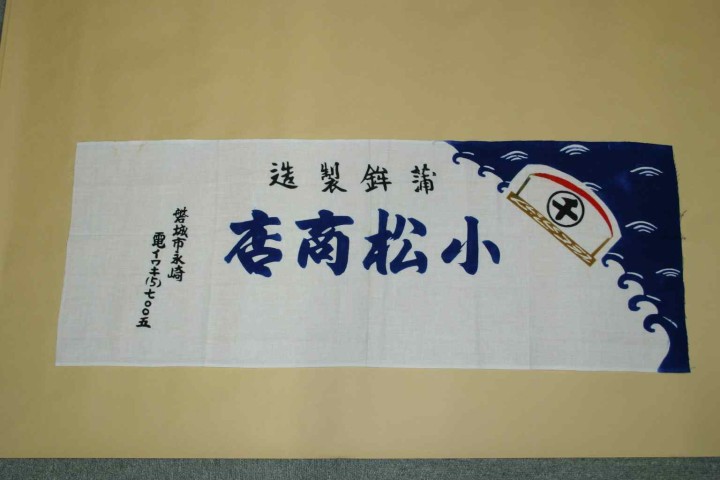 蒲鉾製造
小松商店
磐城市永崎
電イワキ(5)七〇〇五